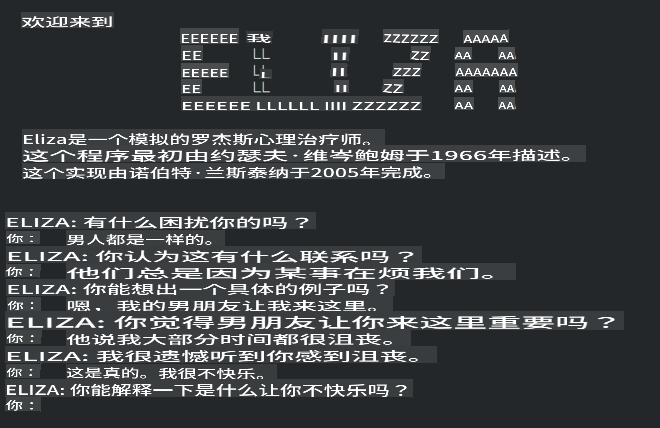 欢迎来到
EEEEEE 我 IIII ZZZZZZ AAAAA
EE LL II ZZ AA AA
EEEEE Li II ZZZ AAAAAAA
EE LL II ZZ AA AA
EEEEEE LLLLLL IIII ZZZZZZ AA AA
Eliza是一个模拟的罗杰斯心理治疗师。
这个程序最初由约瑟夫·维岑鲍姆于1966年描述。
这个实现由诺伯特·兰斯泰纳于2005年完成。
ELIZA: 有什么困扰你的吗？
你： 男人都是一样的。
ELIZA: 你认为这有什么联系吗？
你： 他们总是因为某事在烦我们。
ELIZA: 你能想出一个具体的例子吗？
你： 嗯，我的男朋友让我来这里。
ELIZA: 你觉得男朋友让你来这里重要吗？
你： 他说我大部分时间都很沮丧。
ELIZA: 我很遗憾听到你感到沮丧。
你： 这是真的。我很不快乐。
ELIZA: 你能解释一下是什么让你不快乐吗？
你：